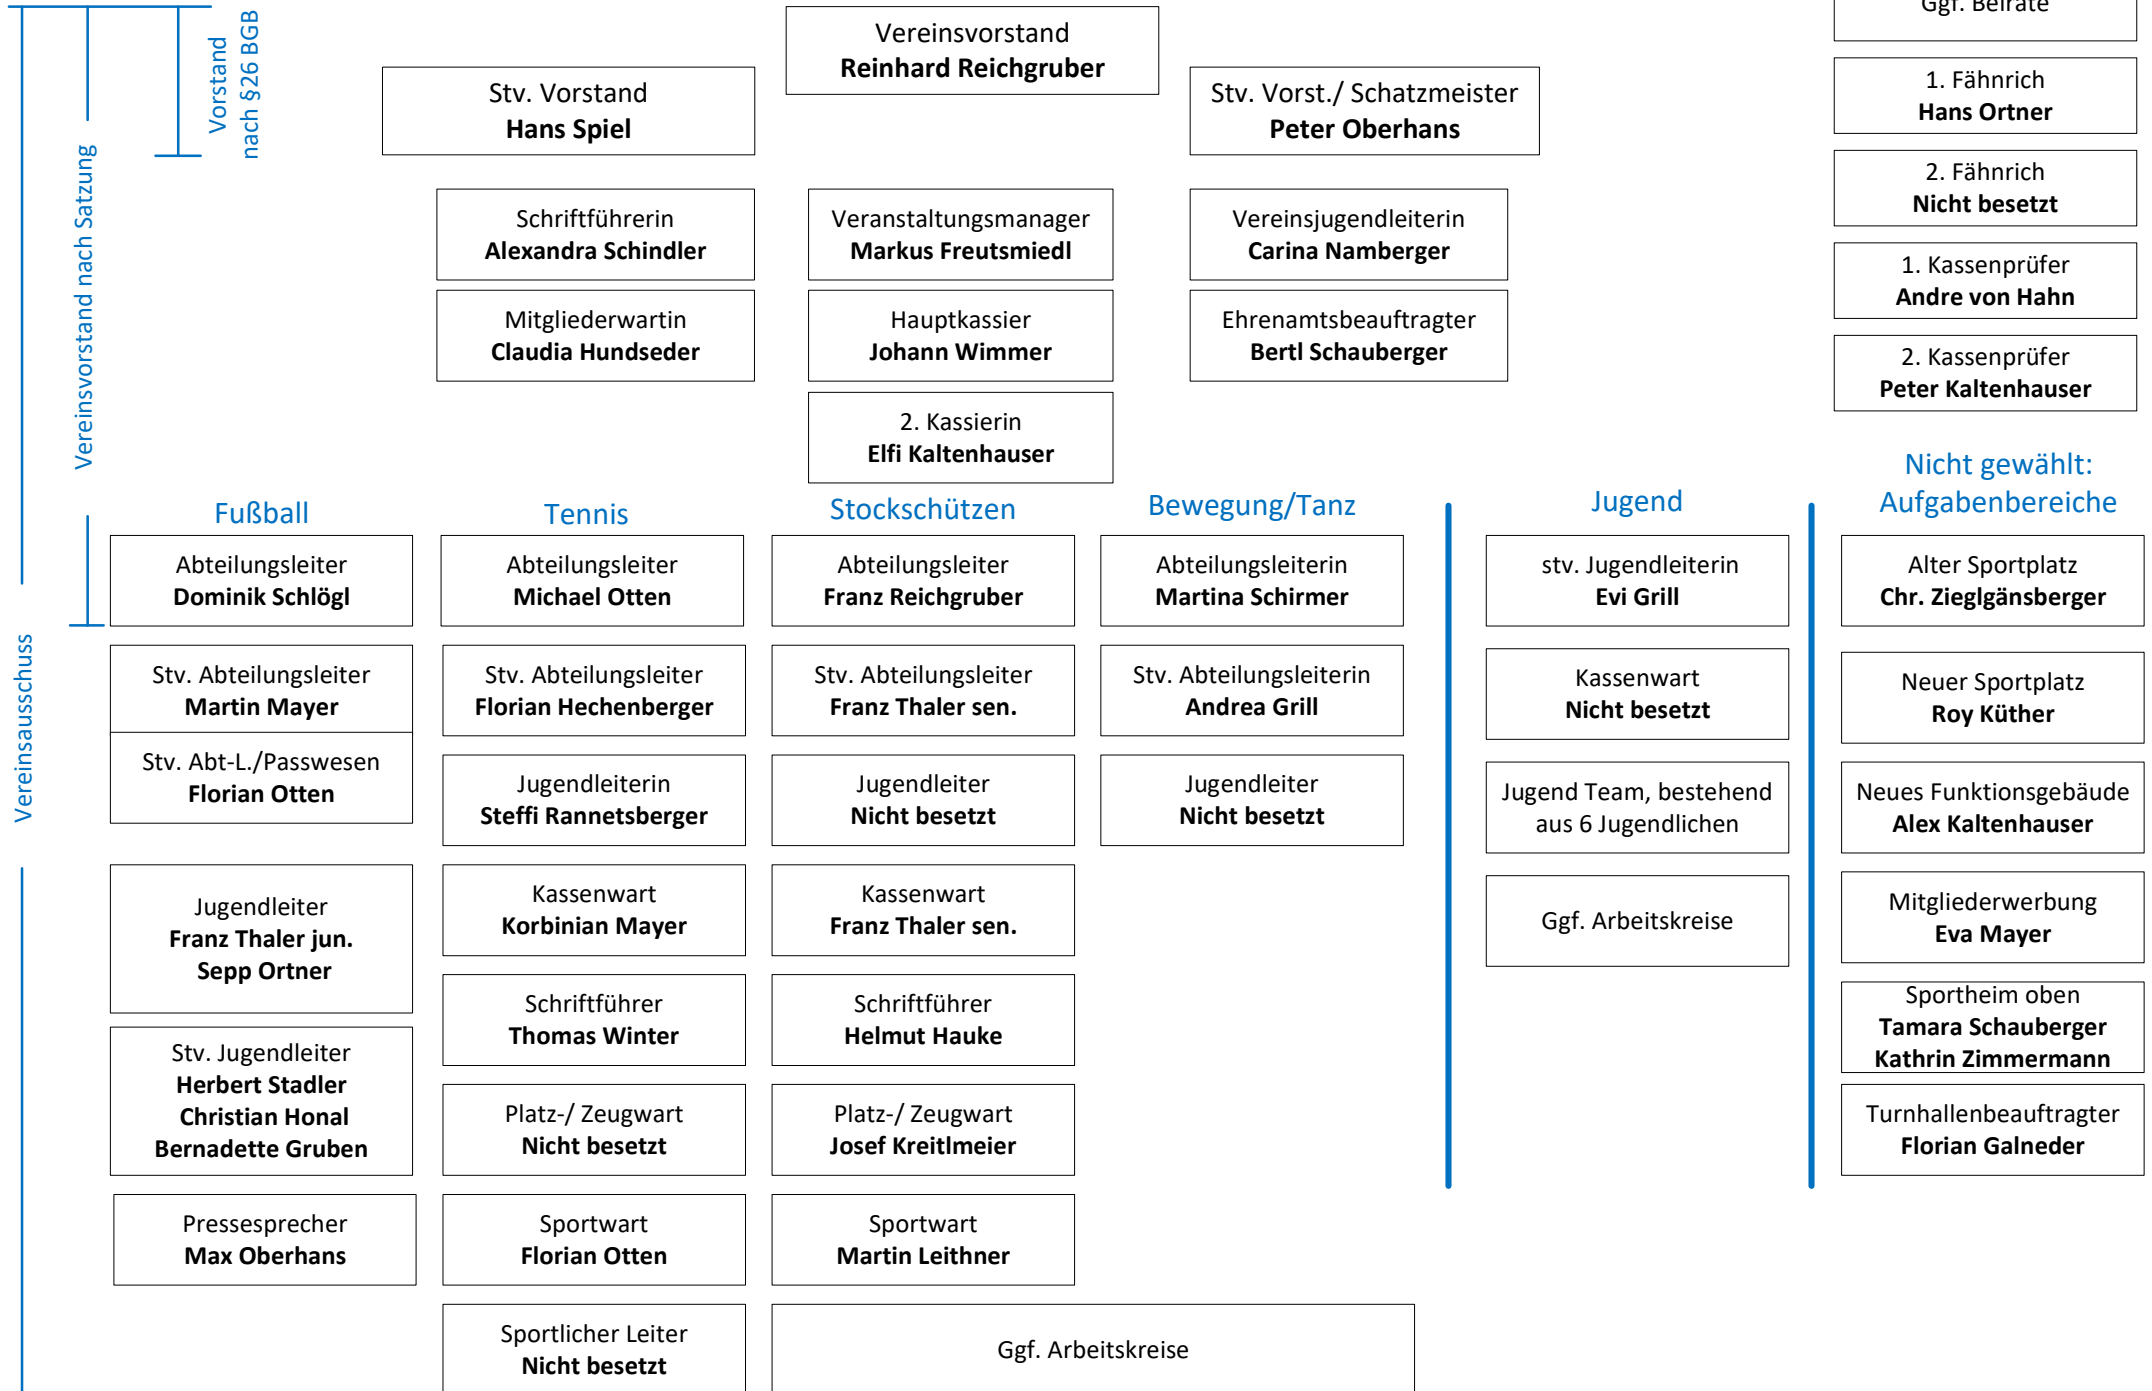 Ggf. Beiräte
Vorstand
nach §26 BGB
Vereinsvorstand
Reinhard Reichgruber
Stv. Vorstand
Hans Spiel
Stv. Vorst./ Schatzmeister
Peter Oberhans
1. Fähnrich
Hans Ortner
2. Fähnrich
Nicht besetzt
1. Kassenprüfer
Andre von Hahn
2. Kassenprüfer
Peter Kaltenhauser
Vereinsvorstand nach Satzung
Schriftführerin
Alexandra Schindler
Veranstaltungsmanager
Markus Freutsmiedl
Vereinsjugendleiterin
Carina Namberger
Mitgliederwartin
Claudia Hundseder
Hauptkassier
Johann Wimmer
Ehrenamtsbeauftragter
Bertl Schauberger
2. Kassierin
Elfi Kaltenhauser
Vereinsausschuss
Fußball
Abteilungsleiter
Dominik Schlögl
Stv. Abteilungsleiter
Martin Mayer
Stv. Abt-L./Passwesen
Florian Otten
Jugendleiter
Franz Thaler jun.
Sepp Ortner
Stv. Jugendleiter
Herbert Stadler
Christian Honal
Bernadette Gruben
Pressesprecher
Max Oberhans
Tennis
Abteilungsleiter
Michael Otten
Stv. Abteilungsleiter
Florian Hechenberger
Jugendleiterin
Steffi Rannetsberger
Kassenwart
Korbinian Mayer
Schriftführer
Thomas Winter
Platz-/ Zeugwart
Nicht besetzt
Sportwart
Florian Otten
Sportlicher Leiter
Nicht besetzt
Stockschützen
Abteilungsleiter
Franz Reichgruber
Stv. Abteilungsleiter
Franz Thaler sen.
Jugendleiter
Nicht besetzt
Kassenwart
Franz Thaler sen.
Schriftführer
Helmut Hauke
Platz-/ Zeugwart
Josef Kreitlmeier
Sportwart
Martin Leithner
Ggf. Arbeitskreise
Bewegung/Tanz
Abteilungsleiterin
Martina Schirmer
Stv. Abteilungsleiterin
Andrea Grill
Jugendleiter
Nicht besetzt
Jugend
stv. Jugendleiterin
Evi Grill
Kassenwart
Nicht besetzt
Jugend Team, bestehend
aus 6 Jugendlichen
Ggf. Arbeitskreise
Nicht gewählt:
Aufgabenbereiche
Alter Sportplatz
Chr. Zieglgänsberger
Neuer Sportplatz
Roy Küther
Neues Funktionsgebäude
Alex Kaltenhauser
Mitgliederwerbung
Eva Mayer
Sportheim oben
Tamara Schauberger
Kathrin Zimmermann
Turnhallenbeauftragter
Florian Galneder